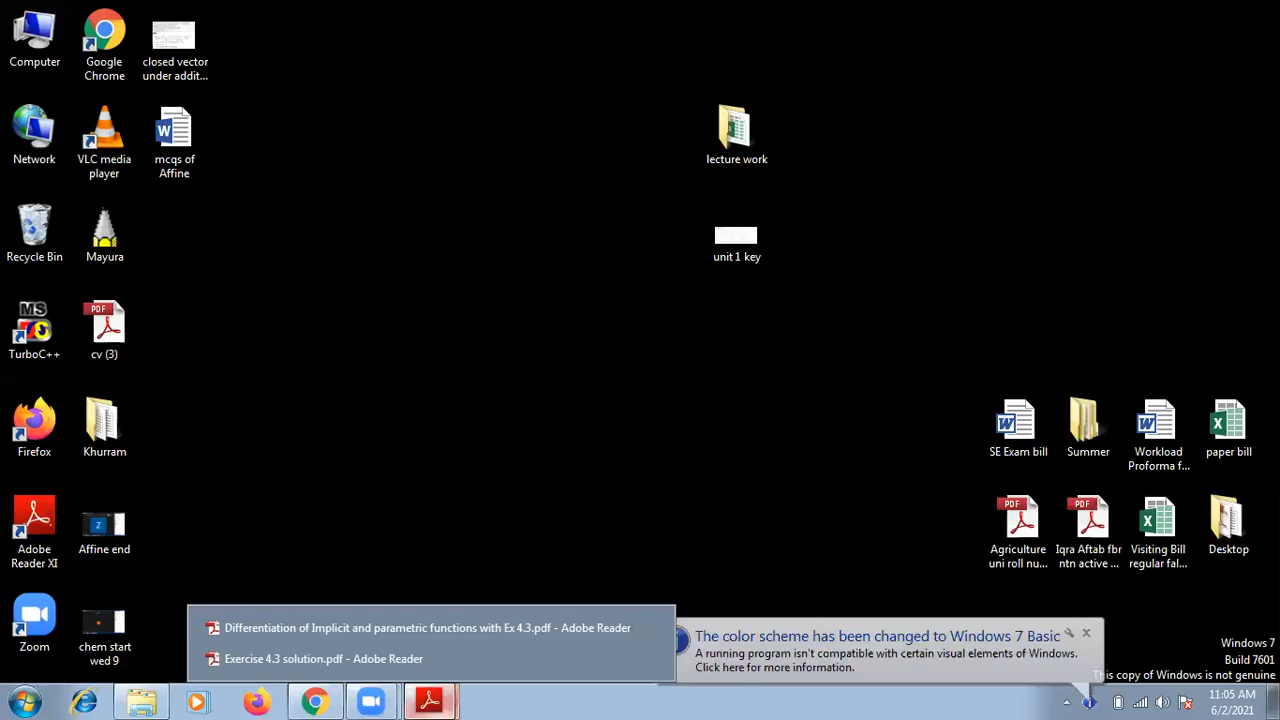 Computer
Google
Chrome
closed vector
under addit...
Network
VLC media
player
mcqs of
Affine
lecture work
Recycle Bin
Mayura
unit 1 key
MS
TurboC++
PDF
cv (3)
Firefox
Khurram
SE Exam bill
Summer
Workload
Proforma f...
paper bill
Adobe
Reader XI
Affine end
PDF
Agriculture
uni roll nu...
PDF
Iqra Aftab fbr
ntn active ...
Visiting Bill
regular fal...
Desktop
Zoom
chem start
wed 9
Differentiation of Implicit and parametric functions with Ex 4.3.pdf - Adobe Reader
Exercise 4.3 solution.pdf - Adobe Reader
The color scheme has been changed to Windows 7 Basic
A running program isn't compatible with certain visual elements of Windows.
Click here for more information.
Windows 7
Build 7601
This copy of Windows is not genuine
11:05 AM
6/2/2021